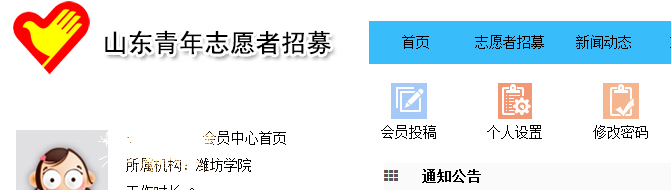 山东青年志愿者招募
首页 志愿者招募 新闻动态
会员投稿 个人设置 修改密码
会员中心首页
所属机构：潍坊学院
通知公告